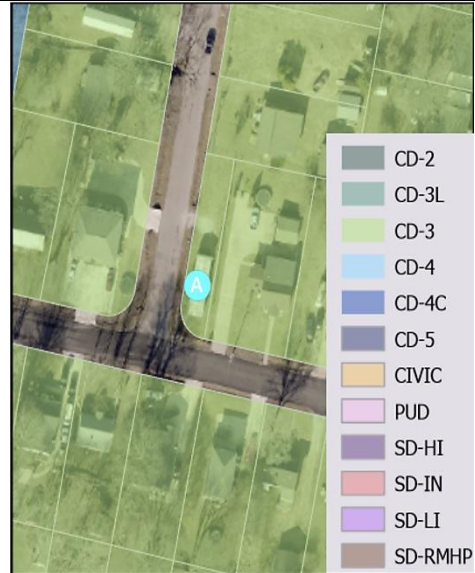 A
CD-2
CD-3L
CD-3
CD-4
CD-4C
CD-5
CIVIC
PUD
SD-HI
SD-IN
SD-LI
SD-RMHP